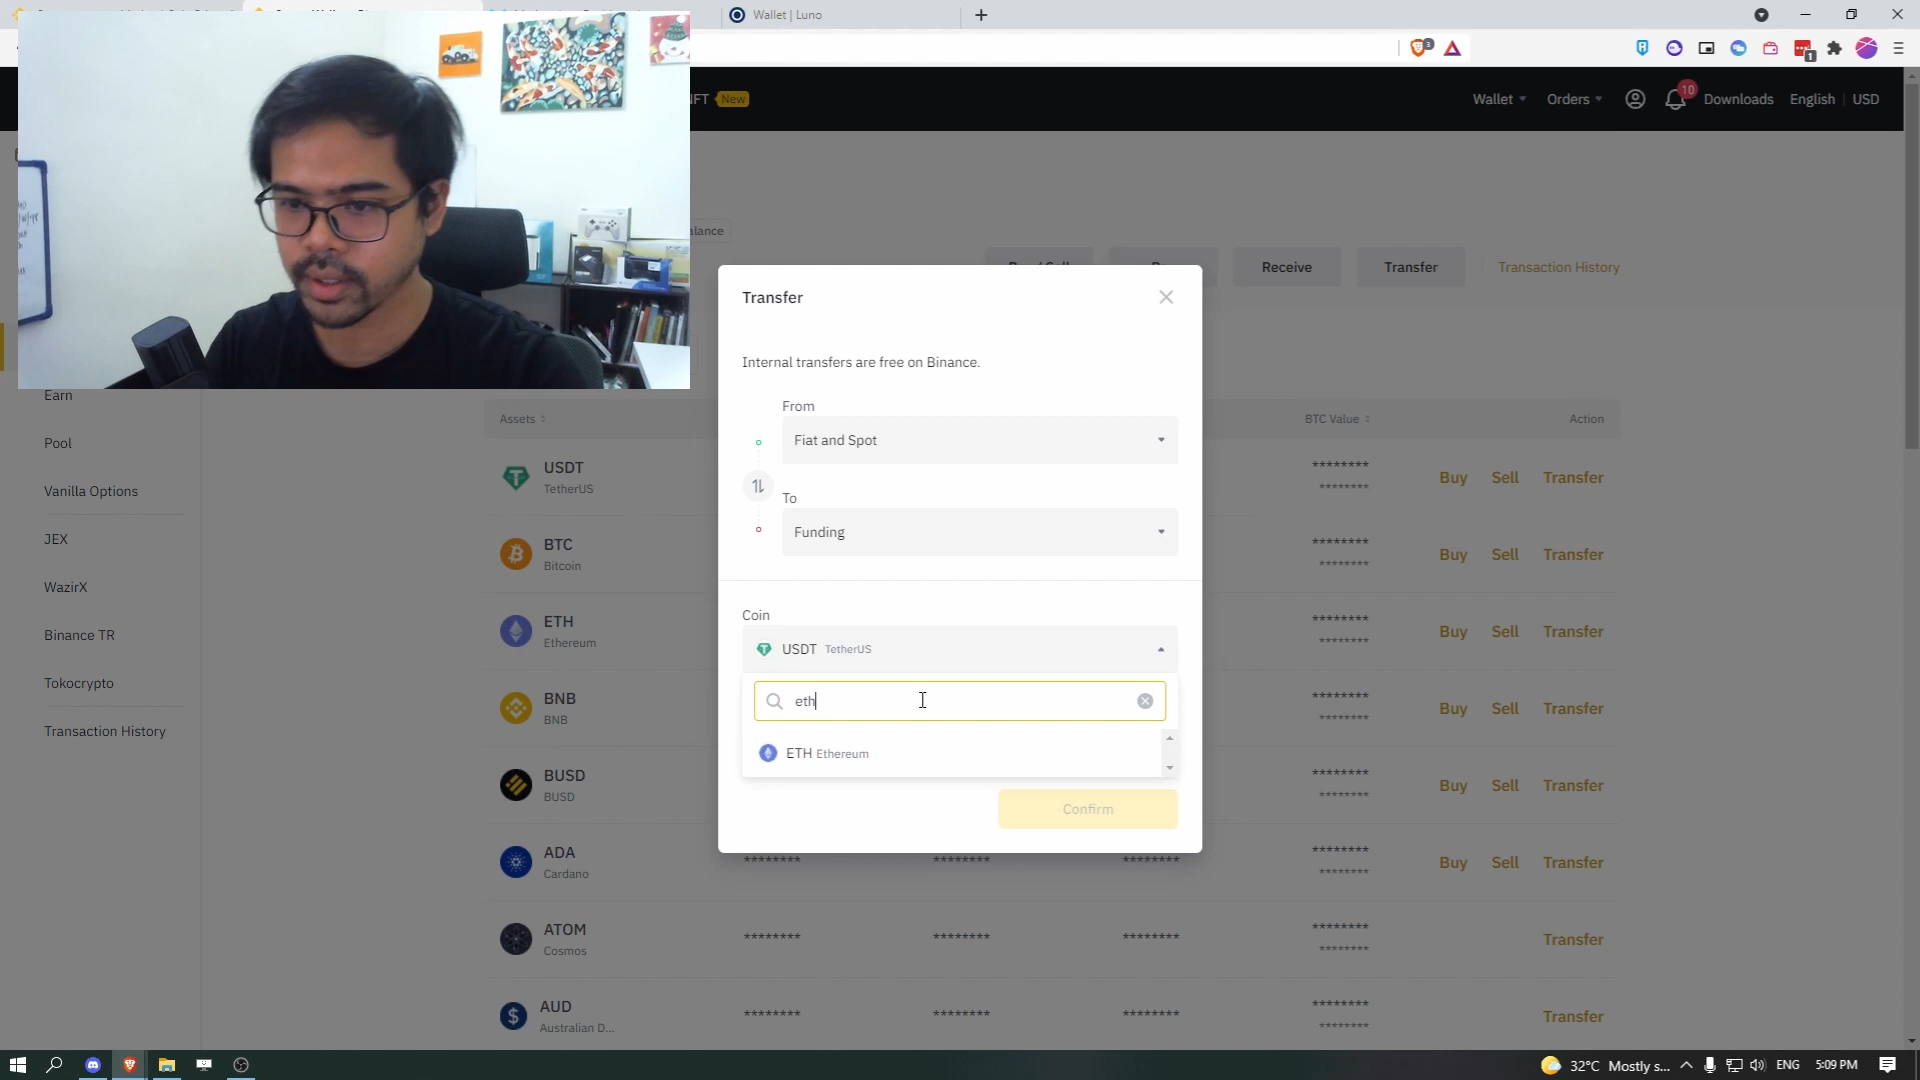 Wallet | Luno
1
NFT New
Wallet
Orders
10
Downloads
English
USD
Receive
Transfer
Transaction History
Transfer
Internal transfers are free on Binance.
From
Fiat and Spot
To
Funding
Coin
USDT TetherUS
eth
ETH Ethereum
Confirm
Earn
Pool
Vanilla Options
JEX
WazirX
Binance TR
Tokocrypto
Transaction History
Assets
BTC Value
Action
USDT
TetherUS
********
********
Buy Sell Transfer
BTC
Bitcoin
********
********
Buy Sell Transfer
ETH
Ethereum
********
********
Buy Sell Transfer
BNB
BNB
********
********
Buy Sell Transfer
BUSD
BUSD
********
********
Buy Sell Transfer
ADA
Cardano
******** ******** ******** ********
********
Buy Sell Transfer
ATOM
Cosmos
******** ******** ******** ********
********
Transfer
AUD
Australian D...
******** ******** ******** ********
********
Transfer
32°C Mostly s...
ENG
5:09 PM